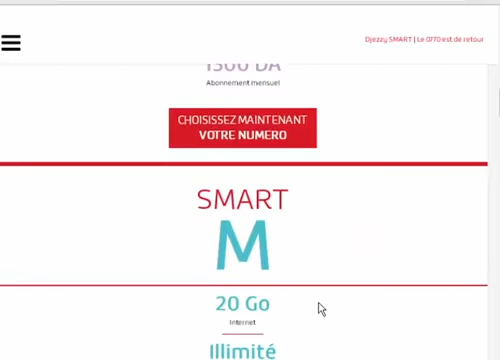 Djezzy SMART | Le 0770 est de retour
1500 DA
Abonnement mensuel
CHOISISSEZ MAINTENANT
VOTRE NUMERO
SMART
M
20 Go
Internet
Illimité